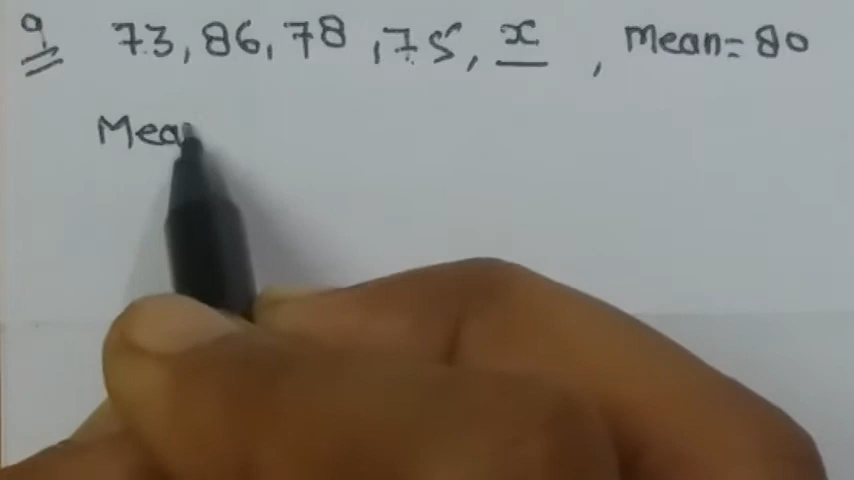 9 73, 86, 78, 75, x, Mean = 80
Mea